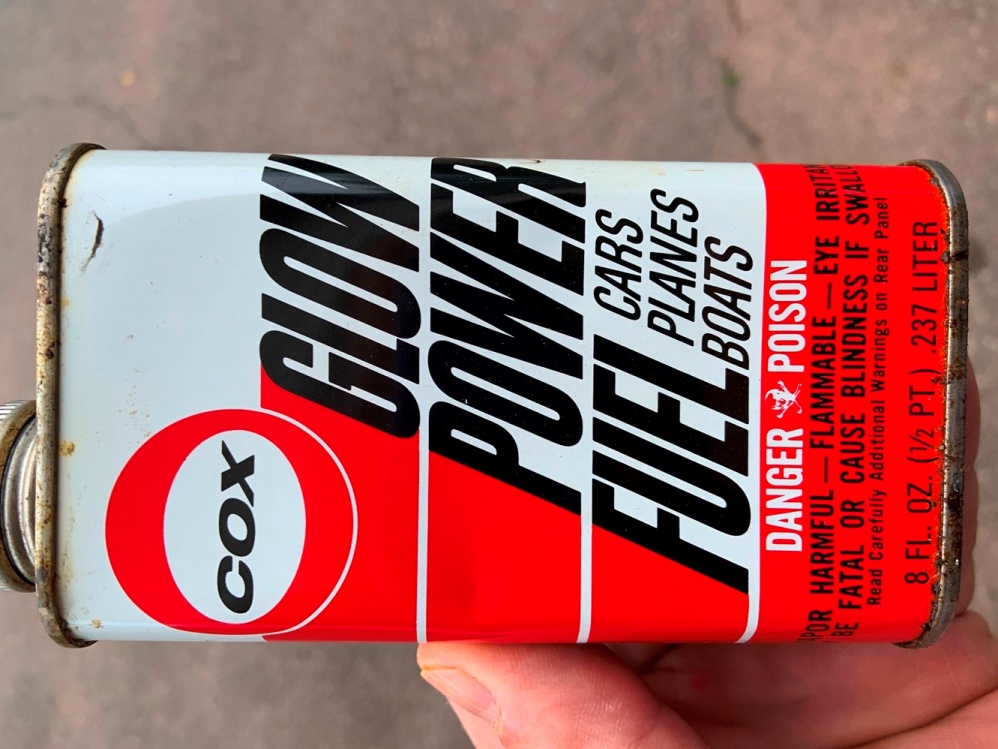 COX
GLOW
POWER
FUEL
CARS
PLANES
BOATS
DANGER POISON
HARMFUL—FLAMMABLE—EYE
BE FATAL OR CAUSE BLINDNESS IF
Read Carefully Additional Warnings on Rear Panel
8 FL. OZ. (1/2 PT.) .237 LITER